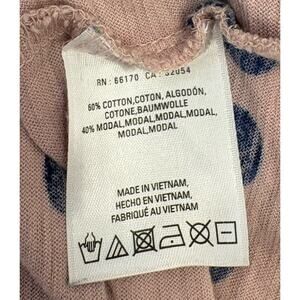 RN : 66170 CA : 32054
60% COTTON,COTON, ALGODÓN,
COTONE,BAUMWOLLE
40% MODAL,MODAL,MODAL,MODAL,
MODAL,MODAL
MADE IN VIETNAM,
HECHO EN VIETNAM,
FABRIQUÉ AU VIETNAM